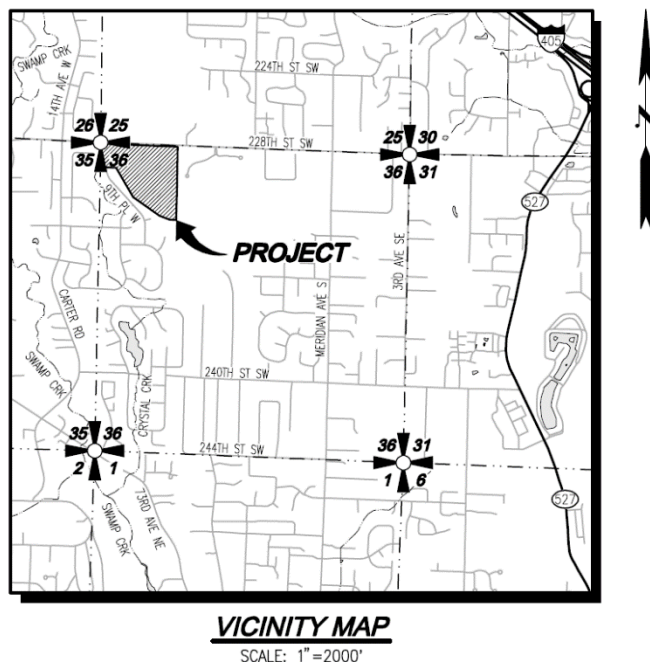 SWAMP CRK
14TH AVE W
224TH ST SW
405
N
26 25
35 36
228TH ST SW
25 30
36 31
9TH PL W
527
PROJECT
3RD AVE SE
MERIDIAN AVE S
CARTER RD
SWAMP CRK
CRYSTAL CRK
240TH ST SW
35 36
2 1
244TH ST SW
36 31
1 6
73RD AVE NE
SWAMP CRK
527
VICINITY MAP
SCALE: 1"=2000'